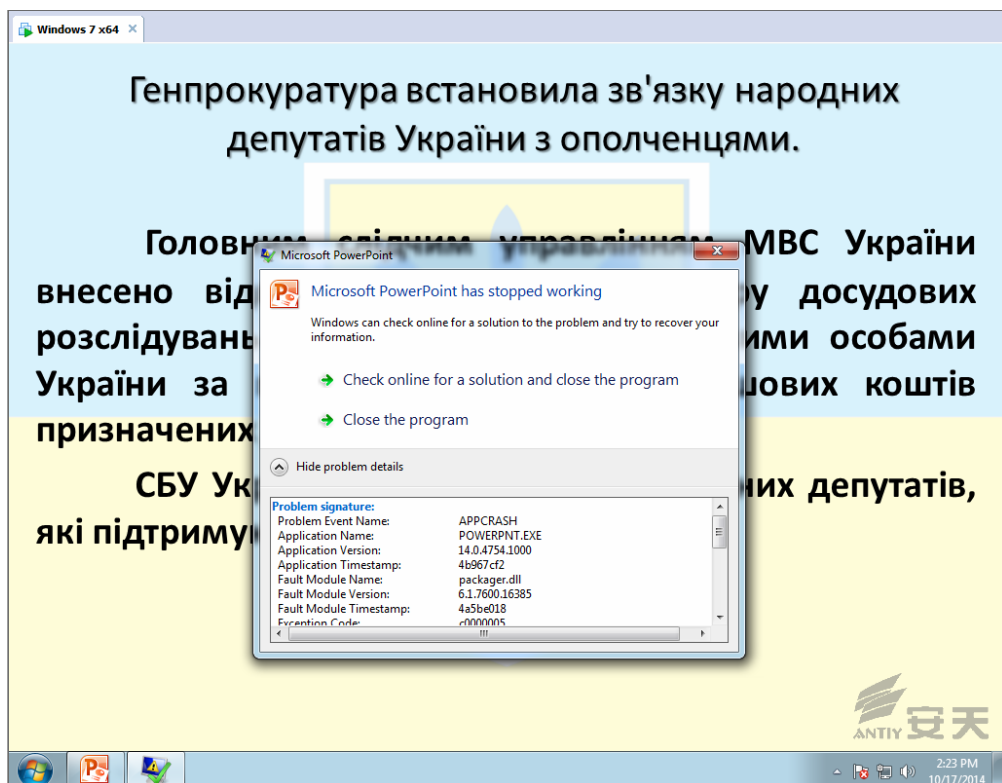 Windows 7 x64
Генпрокуратура встановила зв'язку народних
депутатів України з ополченцями.
Головним слідчим управлінням МВС України
внесено від
досудових
розслідувань
ими особами
України за
шових коштів
призначених
СБУ Ук
них депутатів,
які підтриму
Microsoft PowerPoint
Microsoft PowerPoint has stopped working
Windows can check online for a solution to the problem and try to recover your
information.
Check online for a solution and close the program
Close the program
Hide problem details
Problem signature:
Problem Event Name: APPCRASH
Application Name: POWERPNT.EXE
Application Version: 14.0.4754.1000
Application Timestamp: 4b967cf2
Fault Module Name: packager.dll
Fault Module Version: 6.1.7600.16385
Fault Module Timestamp: 4a5be018
Exception Code: c0000005
ANTIY 安天
2:23 PM
10/17/2014